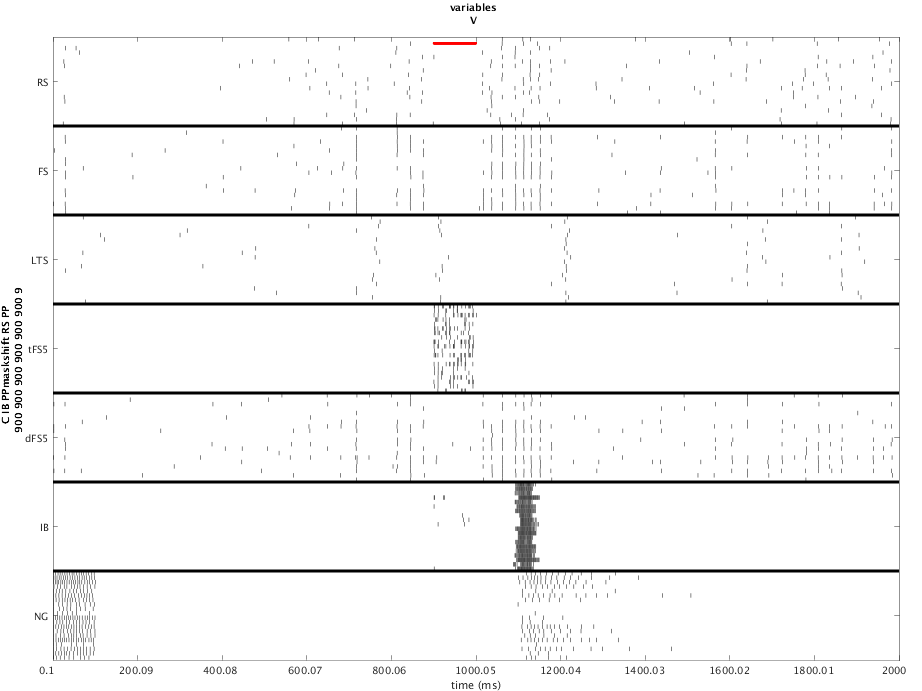 variables
V
RS
FS
LTS
tFS5
dFS5
IB
NG
C IB PPmaskshift RS PP
900 900 900 900 900 900 9
0.1 200.09 400.08 600.07 800.06 1000.05 1200.04 1400.03 1600.02 1800.01 2000
time (ms)